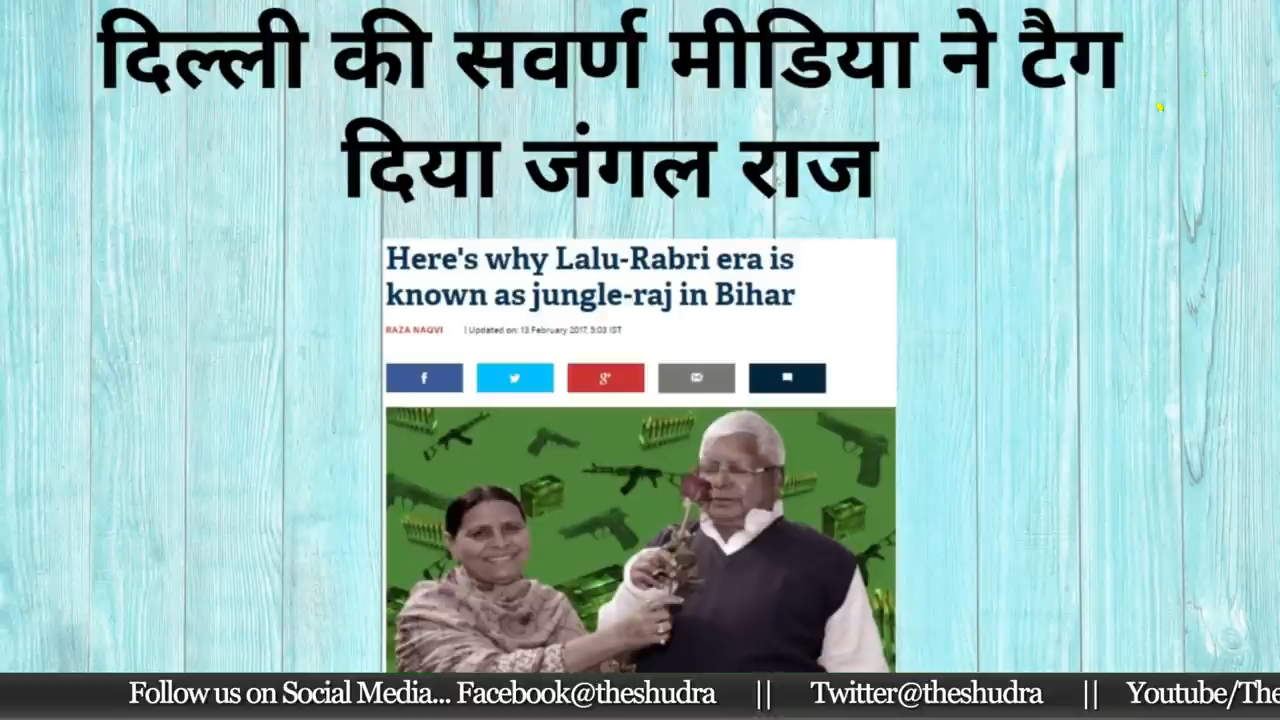 दिल्ली की सवर्ण मीडिया ने टैग
दिया जंगल राज
Here's why Lalu-Rabri era is
known as jungle-raj in Bihar
RAZA NAQVI | Updated on: 13 February 2017, 5:03 IST
Follow us on Social Media... Facebook@theshudra || Twitter@theshudra || Youtube/The